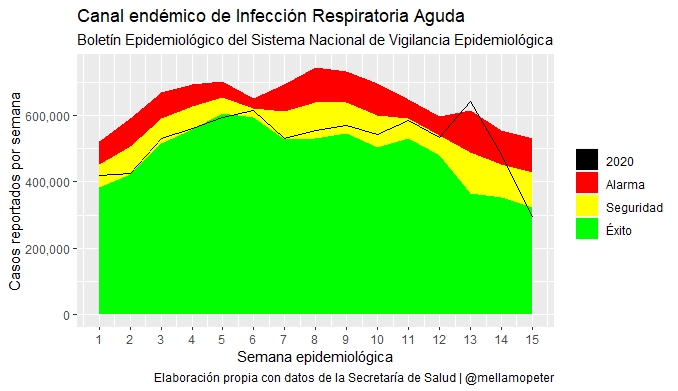 Canal endémico de Infección Respiratoria Aguda
Boletín Epidemiológico del Sistema Nacional de Vigilancia Epidemiológica
Casos reportados por semana
600,000
400,000
200,000
0
1 2 3 4 5 6 7 8 9 10 11 12 13 14 15
Semana epidemiológica
2020
Alarma
Seguridad
Éxito
Elaboración propia con datos de la Secretaría de Salud | @mellamopeter